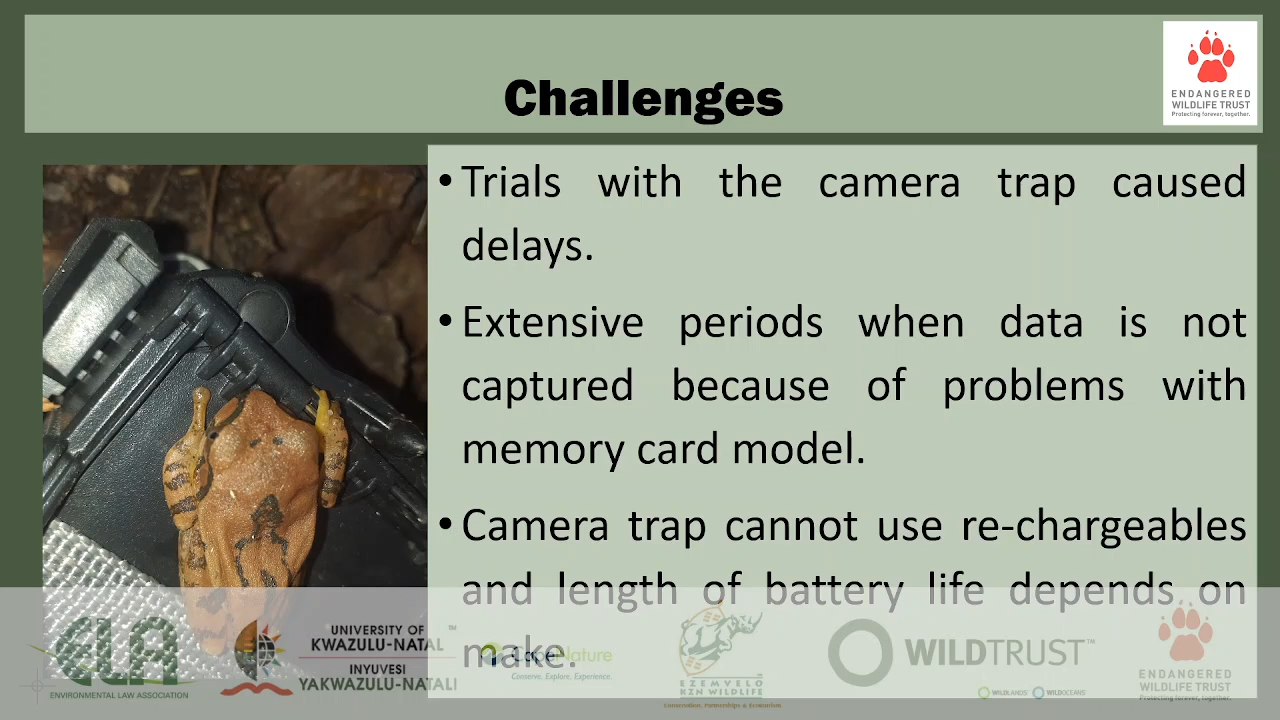 Challenges
ENDANGERED
WILDLIFE TRUST
Protecting forever, together.
• Trials with the camera trap caused
delays.
• Extensive periods when data is not
captured because of problems with
memory card model.
• Camera trap cannot use re-chargeables
and length of battery life depends on
make.
ELA
ENVIRONMENTAL LAW ASSOCIATION
UNIVERSITY OF ™
KWAZULU-NATAL
INYUVESI
YAKWAZULU-NATALI
CapeNature
Conserve. Explore. Experience.
EZEMVELO
KZN WILDLIFE
Conservation, Partnerships & Ecotourism
WILDTRUST™
WILDLANDS WILDOCEANS
ENDANGERED
WILDLIFE TRUST
Protecting forever, together.